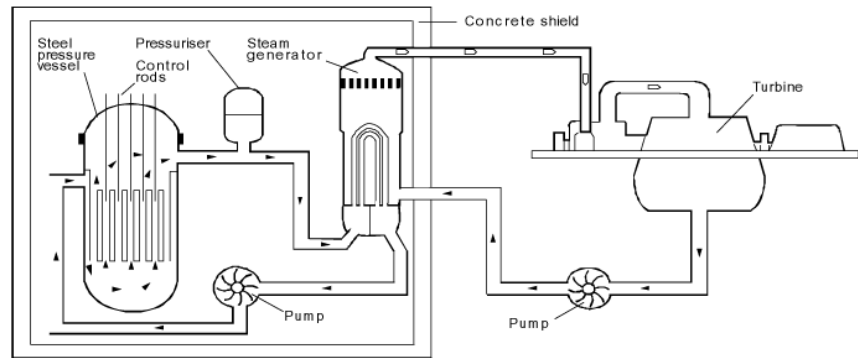 Concrete shield
Steel
pressure
vessel
Pressuriser
Control
rods
Steam
generator
Turbine
Pump
Pump